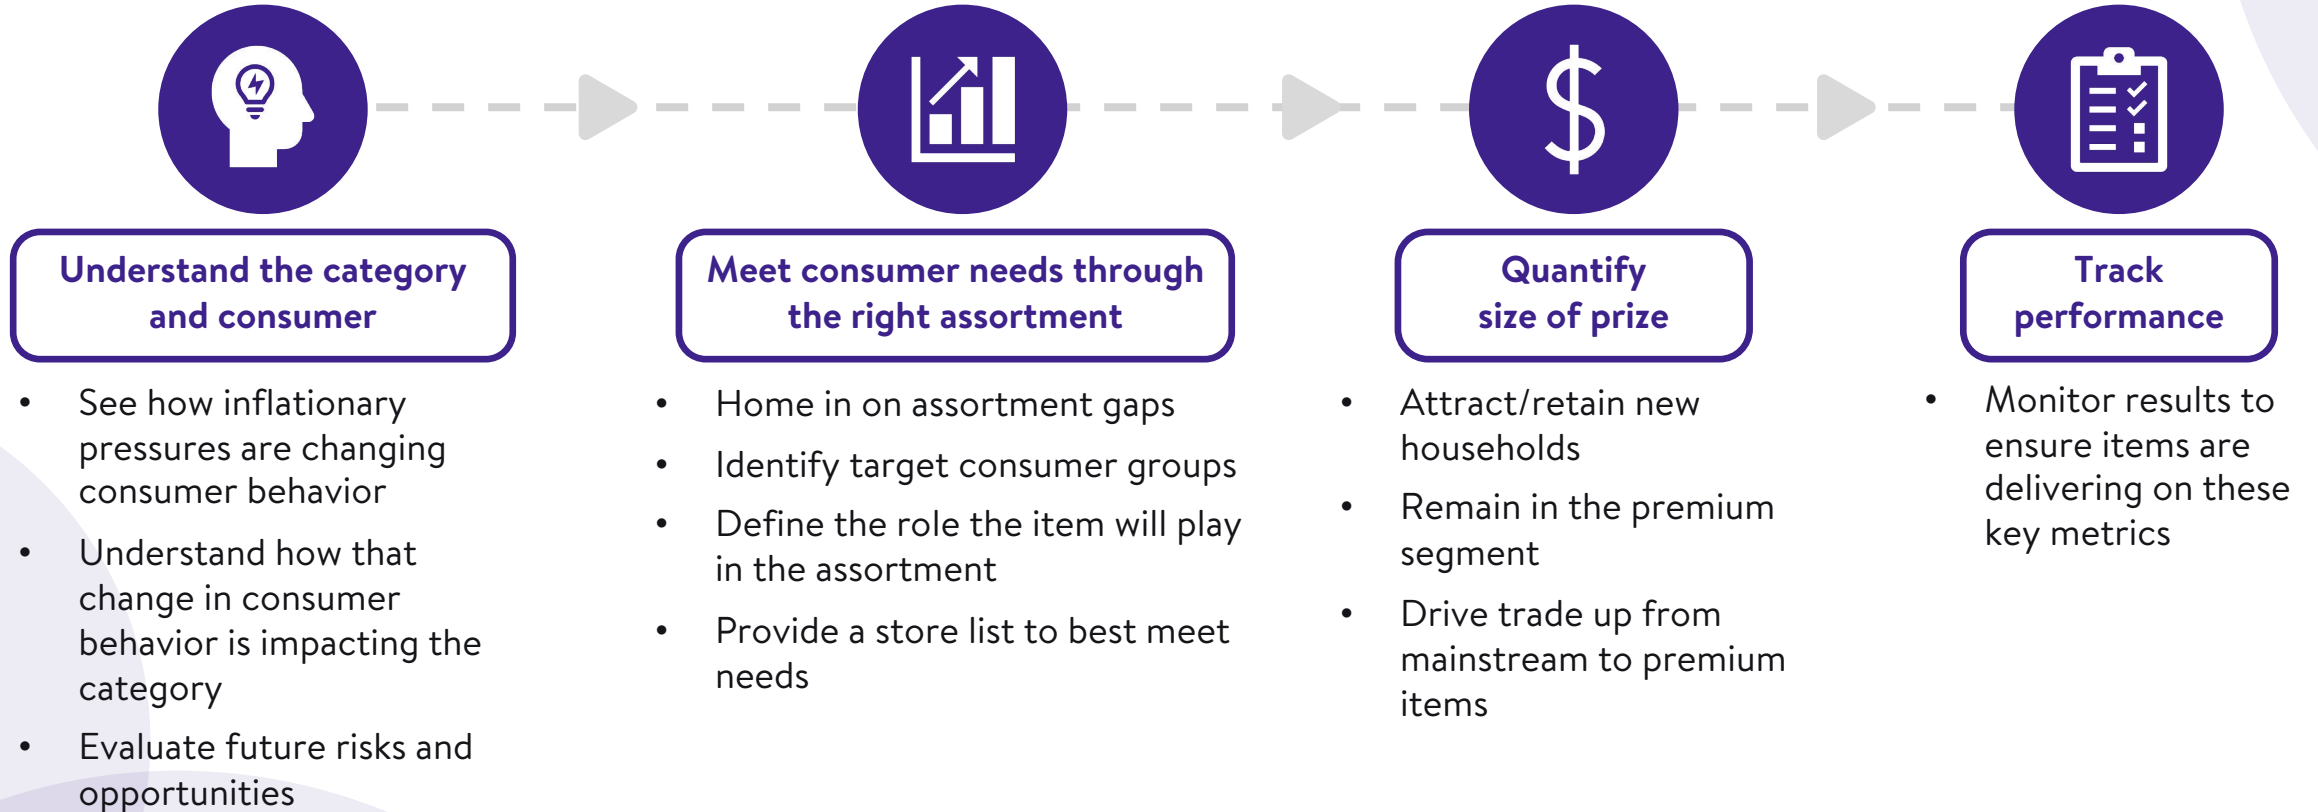 Understand the category
and consumer
• See how inflationary
pressures are changing
consumer behavior
• Understand how that
change in consumer
behavior is impacting the
category
• Evaluate future risks and
opportunities
Meet consumer needs through
the right assortment
• Home in on assortment gaps
• Identify target consumer groups
• Define the role the item will play
in the assortment
• Provide a store list to best meet
needs
Quantify
size of prize
• Attract/retain new
households
• Remain in the premium
segment
• Drive trade up from
mainstream to premium
items
Track
performance
• Monitor results to
ensure items are
delivering on these
key metrics